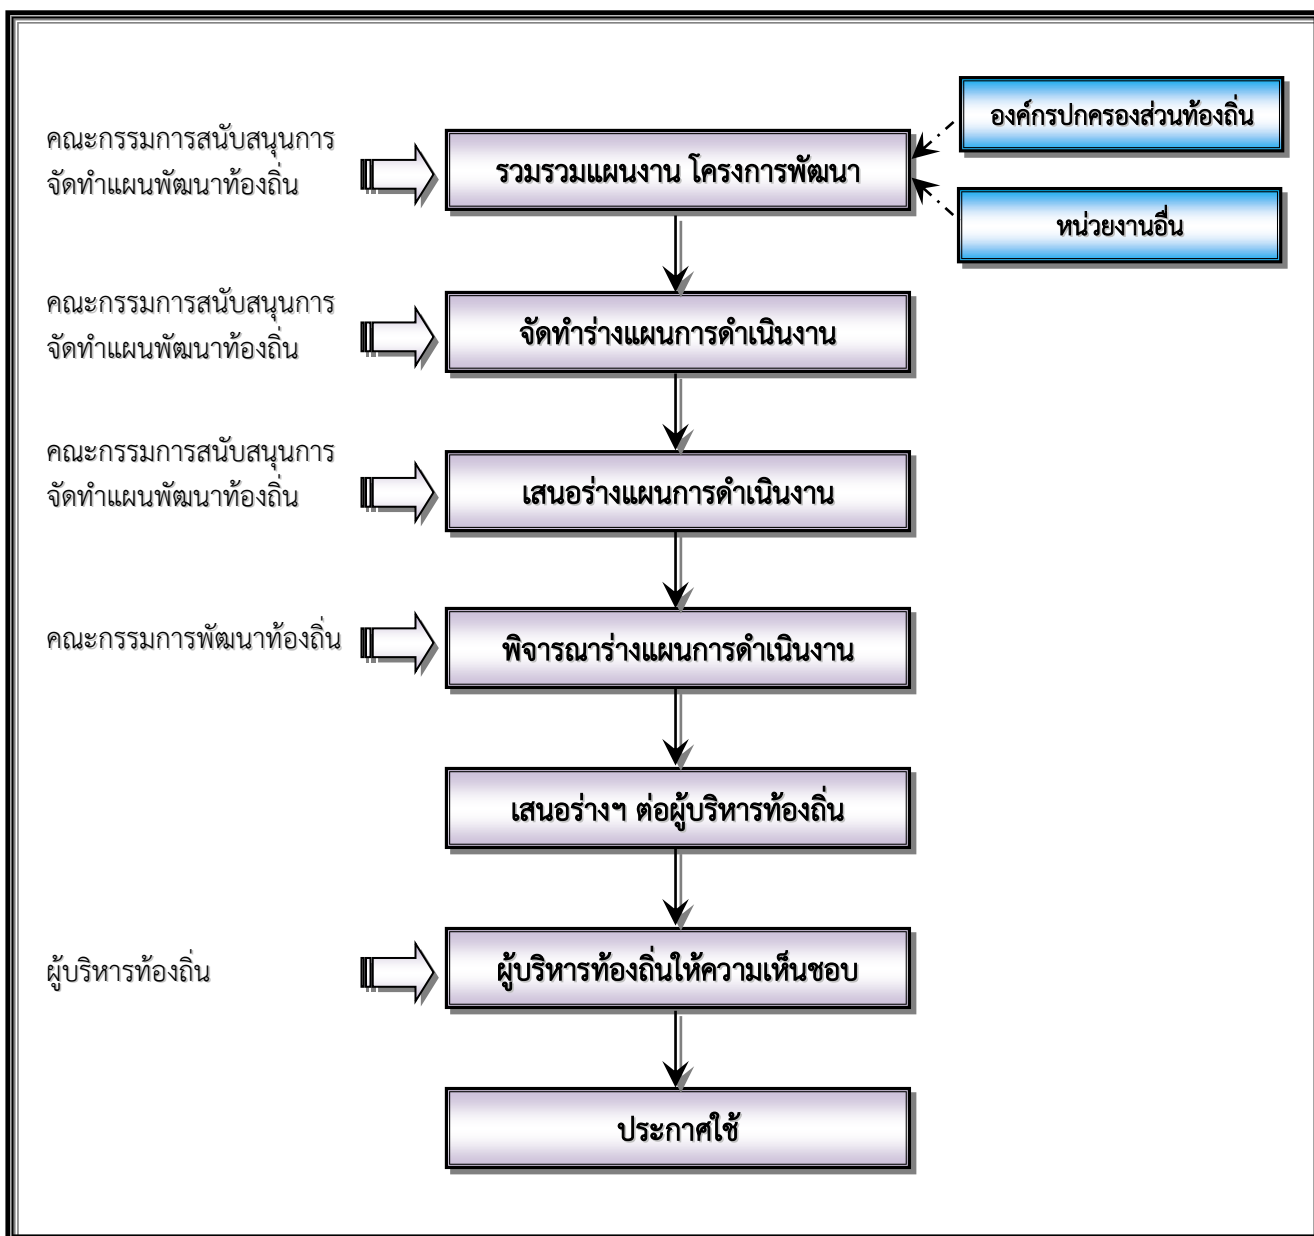 องค์กรปกครองส่วนท้องถิ่น
คณะกรรมการสนับสนุนการ
จัดทำแผนพัฒนาท้องถิ่น
รวมรวมแผนงาน โครงการพัฒนา
หน่วยงานอื่น
คณะกรรมการสนับสนุนการ
จัดทำแผนพัฒนาท้องถิ่น
จัดทำร่างแผนการดำเนินงาน
คณะกรรมการสนับสนุนการ
จัดทำแผนพัฒนาท้องถิ่น
เสนอร่างแผนการดำเนินงาน
คณะกรรมการพัฒนาท้องถิ่น
พิจารณาร่างแผนการดำเนินงาน
เสนอร่างฯ ต่อผู้บริหารท้องถิ่น
ผู้บริหารท้องถิ่น
ผู้บริหารท้องถิ่นให้ความเห็นชอบ
ประกาศใช้